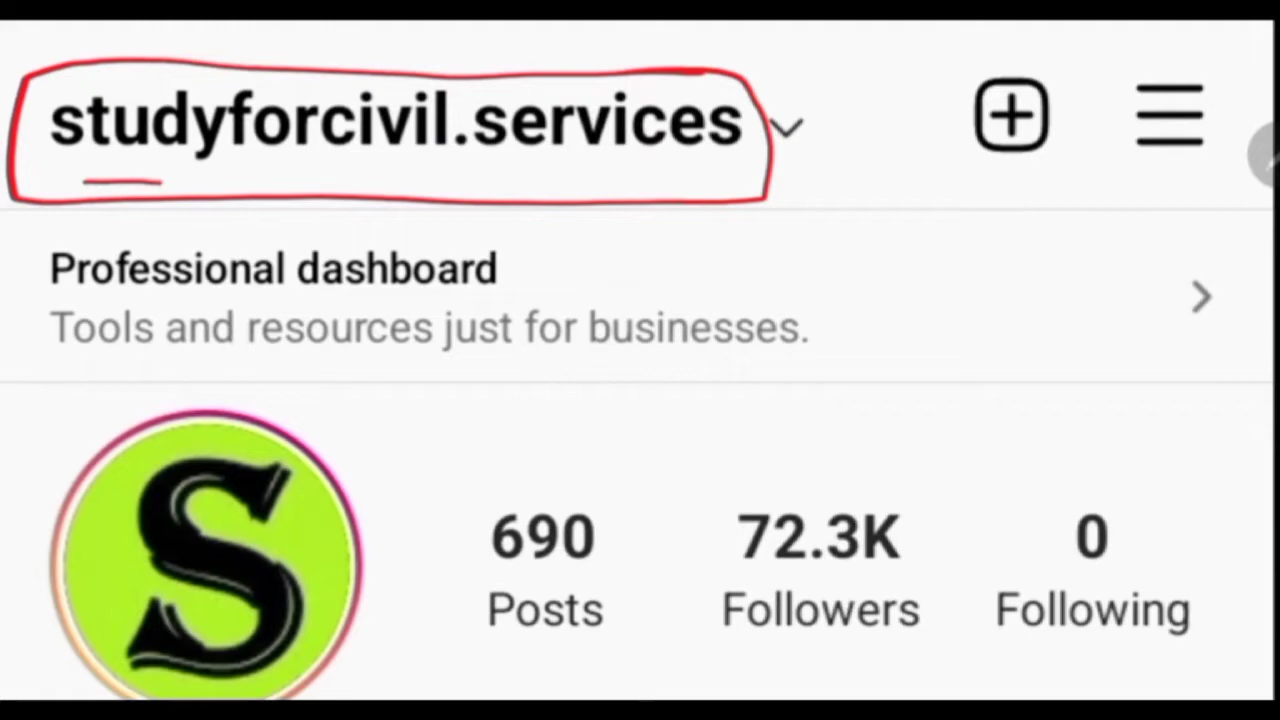 studyforcivil.services
Professional dashboard
Tools and resources just for businesses.
S
690 72.3K 0
Posts Followers Following